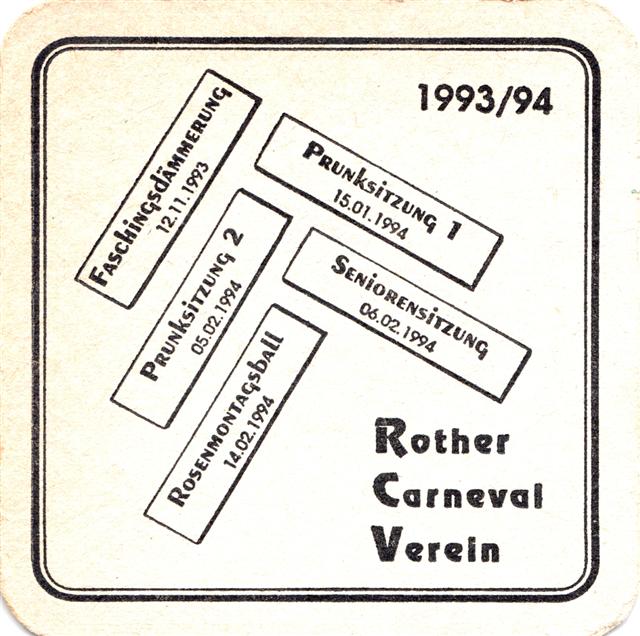 1993/94
Faschingsdämmerung
12.11.1993
Prunksitzung 1
15.01.1994
Prunksitzung 2
05.02.1994
Seniorensitzung
06.02.1994
Rosenmontagsball
14.02.1994
Rother
Carneval
Verein